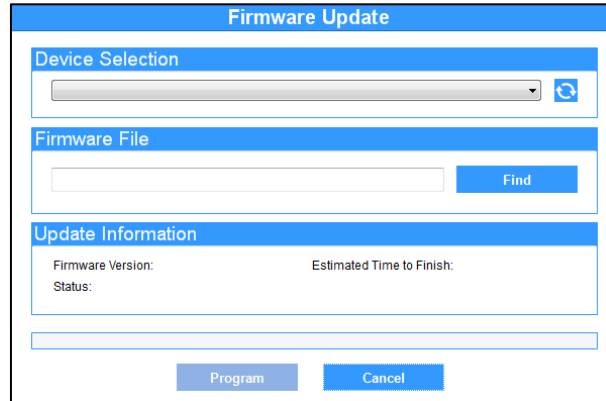 Firmware Update
Device Selection
Firmware File
Find
Update Information
Firmware Version: Estimated Time to Finish:
Status:
Program Cancel